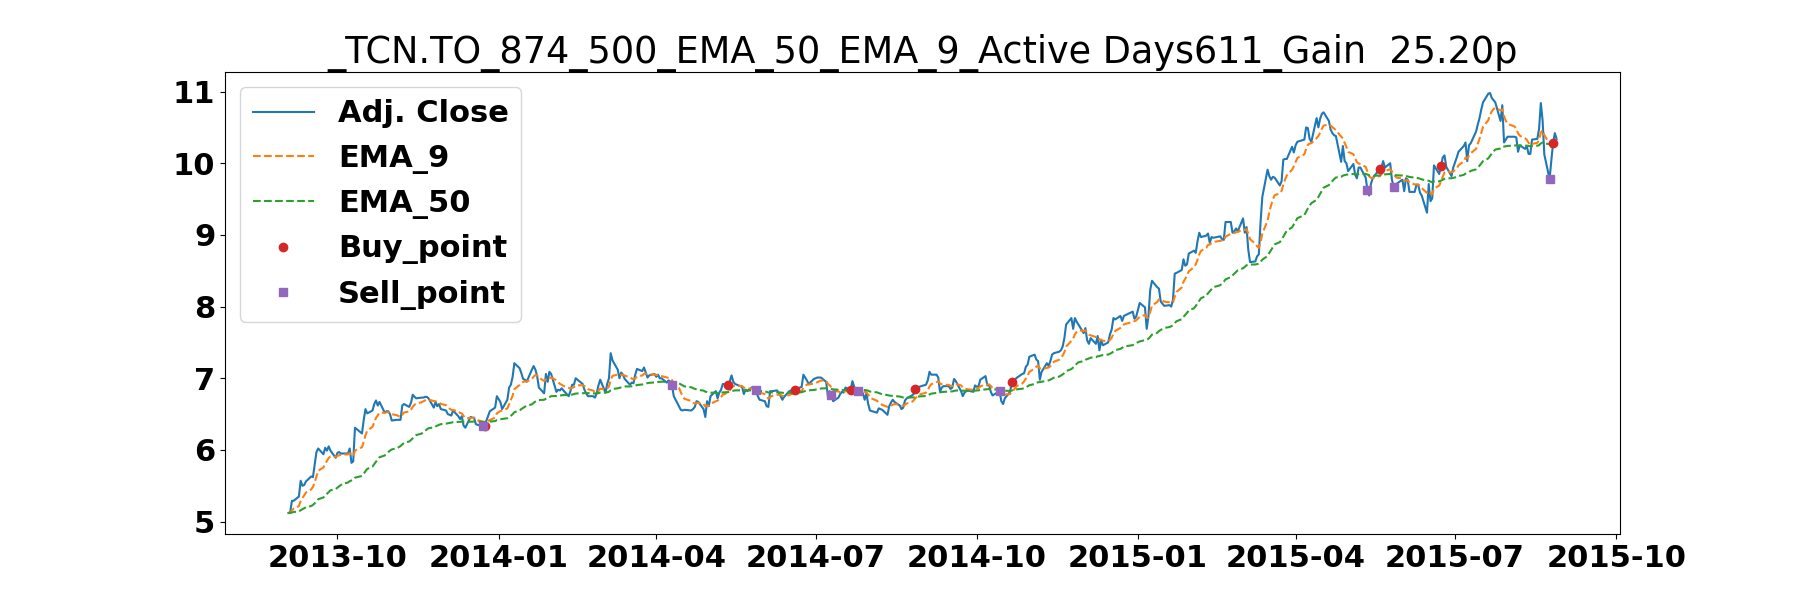 _TCN.TO_874_500_EMA_50_EMA_9_Active Days611_Gain  25.20p
11
10
9
8
7
6
5
Adj. Close
EMA_9
EMA_50
Buy_point
Sell_point
2013-10 2014-01 2014-04 2014-07 2014-10 2015-01 2015-04 2015-07 2015-10